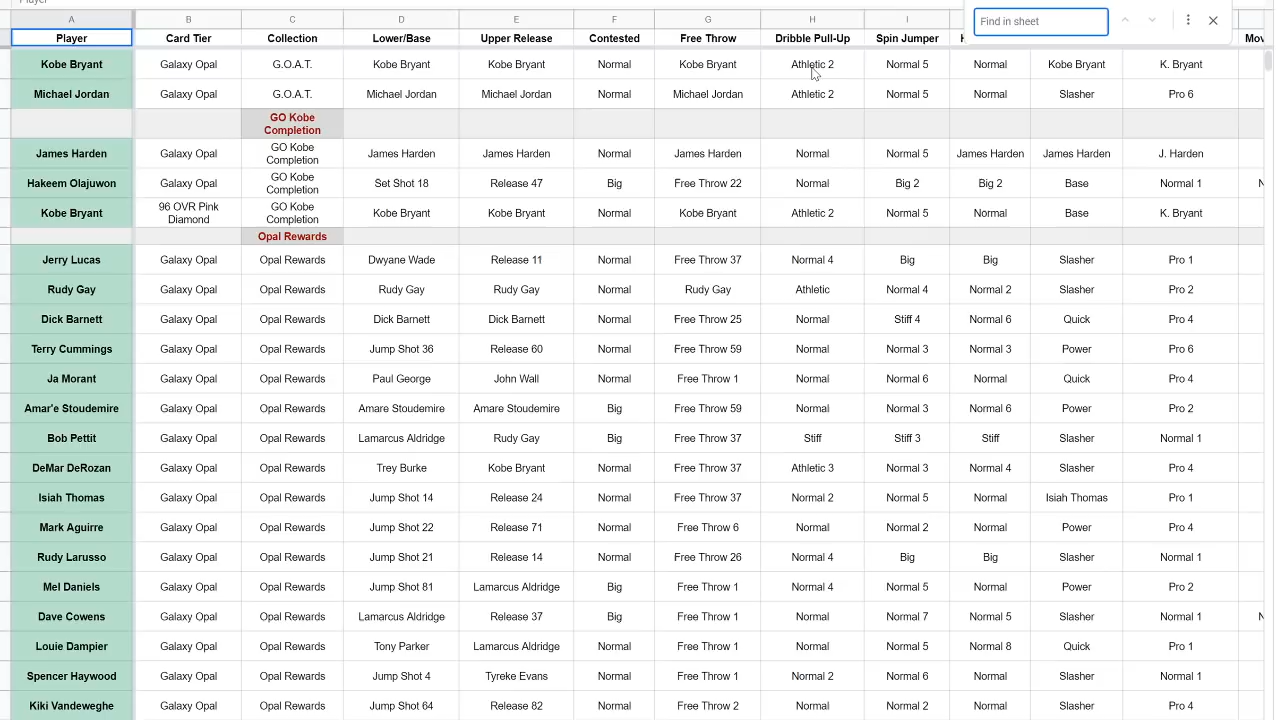 Player
Find in sheet
A B C D E F G H I
Player Card Tier Collection Lower/Base Upper Release Contested Free Throw Dribble Pull-Up Spin Jumper Mov
Kobe Bryant Galaxy Opal G.O.A.T. Kobe Bryant Kobe Bryant Normal Kobe Bryant Athletic 2 Normal 5 Normal Kobe Bryant K. Bryant
Michael Jordan Galaxy Opal G.O.A.T. Michael Jordan Michael Jordan Normal Michael Jordan Athletic 2 Normal 5 Normal Slasher Pro 6
GO Kobe
Completion
James Harden Galaxy Opal GO Kobe Completion James Harden James Harden Normal James Harden Normal Normal 5 James Harden James Harden J. Harden
Hakeem Olajuwon Galaxy Opal GO Kobe Completion Set Shot 18 Release 47 Big Free Throw 22 Normal Big 2 Big 2 Base Normal 1 N
Kobe Bryant 96 OVR Pink Diamond GO Kobe Completion Kobe Bryant Kobe Bryant Normal Kobe Bryant Athletic 2 Normal 5 Normal Base K. Bryant
Opal Rewards
Jerry Lucas Galaxy Opal Opal Rewards Dwyane Wade Release 11 Normal Free Throw 37 Normal 4 Big Big Slasher Pro 1
Rudy Gay Galaxy Opal Opal Rewards Rudy Gay Rudy Gay Normal Rudy Gay Athletic Normal 4 Normal 2 Slasher Pro 2
Dick Barnett Galaxy Opal Opal Rewards Dick Barnett Dick Barnett Normal Free Throw 25 Normal Stiff 4 Normal 6 Quick Pro 4
Terry Cummings Galaxy Opal Opal Rewards Jump Shot 36 Release 60 Normal Free Throw 59 Normal Normal 3 Normal 3 Power Pro 6
Ja Morant Galaxy Opal Opal Rewards Paul George John Wall Normal Free Throw 1 Normal Normal 6 Normal Quick Pro 4
Amar'e Stoudemire Galaxy Opal Opal Rewards Amare Stoudemire Amare Stoudemire Big Free Throw 59 Normal Normal 3 Normal 6 Power Pro 2
Bob Pettit Galaxy Opal Opal Rewards Lamarcus Aldridge Rudy Gay Big Free Throw 37 Stiff Stiff 3 Stiff Slasher Normal 1
DeMar DeRozan Galaxy Opal Opal Rewards Trey Burke Kobe Bryant Normal Free Throw 37 Athletic 3 Normal 3 Normal 4 Slasher Pro 4
Isiah Thomas Galaxy Opal Opal Rewards Jump Shot 14 Release 24 Normal Free Throw 37 Normal 2 Normal 5 Normal Isiah Thomas Pro 1
Mark Aguirre Galaxy Opal Opal Rewards Jump Shot 22 Release 71 Normal Free Throw 6 Normal Normal 2 Normal Power Pro 4
Rudy Larusso Galaxy Opal Opal Rewards Jump Shot 21 Release 14 Normal Free Throw 26 Normal 4 Big Big Slasher Normal 1
Mel Daniels Galaxy Opal Opal Rewards Jump Shot 81 Lamarcus Aldridge Big Free Throw 1 Normal 4 Normal 5 Normal Power Pro 2
Dave Cowens Galaxy Opal Opal Rewards Lamarcus Aldridge Release 37 Big Free Throw 1 Normal Normal 7 Normal 5 Slasher Normal 1 N
Louie Dampier Galaxy Opal Opal Rewards Tony Parker Lamarcus Aldridge Normal Free Throw 1 Normal Normal 5 Normal 8 Quick Pro 1
Spencer Haywood Galaxy Opal Opal Rewards Jump Shot 4 Tyreke Evans Normal Free Throw 1 Normal 2 Normal 6 Normal Slasher Normal 1
Kiki Vandeweghe Galaxy Opal Opal Rewards Jump Shot 64 Release 82 Normal Free Throw 2 Normal Normal 2 Normal Slasher Pro 4